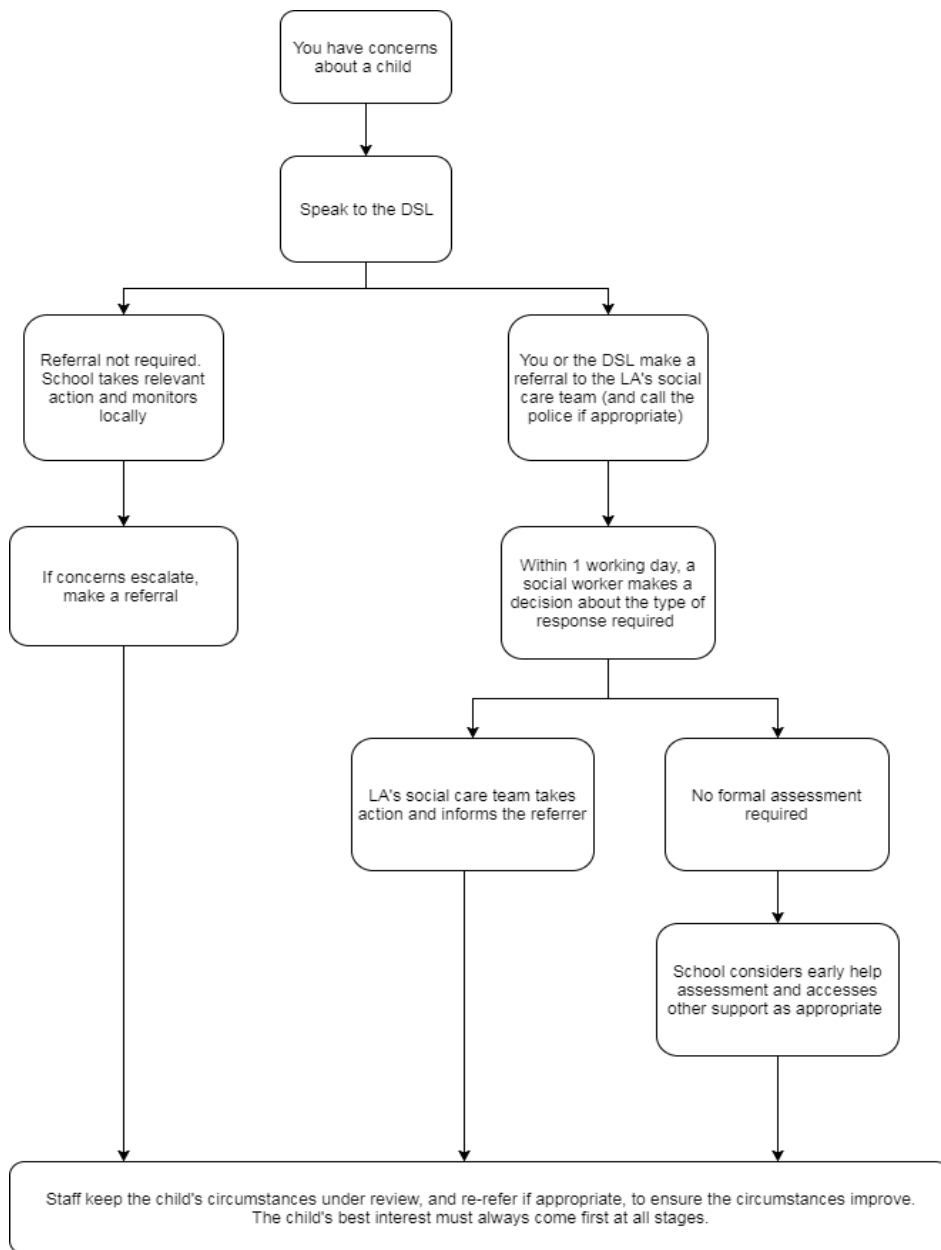 You have concerns
about a child
Speak to the DSL
Referral not required.
School takes relevant
action and monitors
locally
You or the DSL make a
referral to the LA's social
care team (and call the
police if appropriate)
If concerns escalate,
make a referral
Within 1 working day, a
social worker makes a
decision about the type of
response required
LA's social care team takes
action and informs the referrer
No formal assessment
required
School considers early help
assessment and accesses
other support as appropriate
Staff keep the child's circumstances under review, and re-refer if appropriate, to ensure the circumstances improve.
The child's best interest must always come first at all stages.